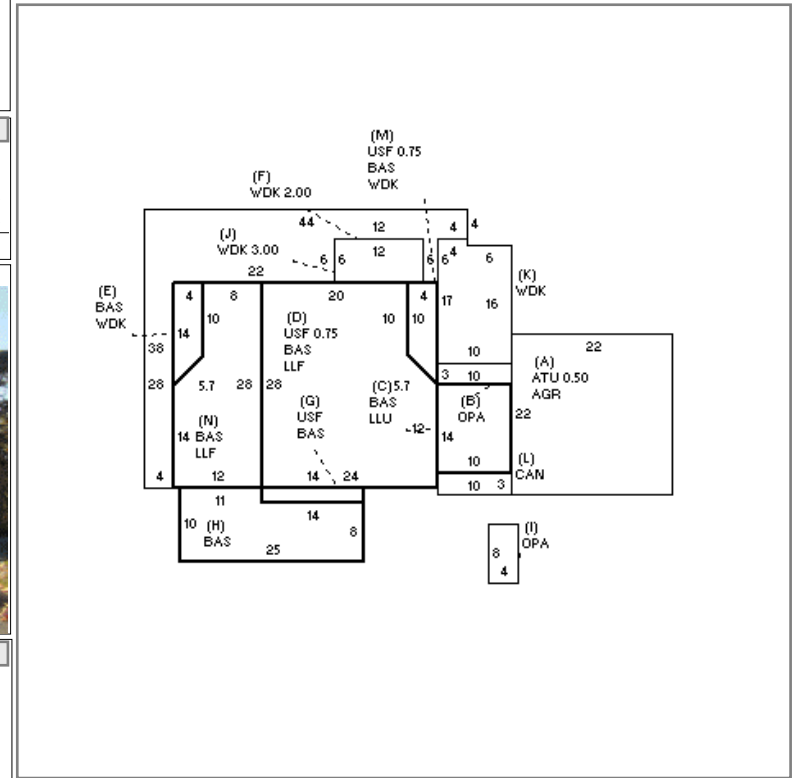 (M)
USF 0.75
BAS
WDK
(F)
WDK 2.00
44
12
4
4
(J)
WDK 3.00
6
6
12
6
6
4
6
22
(K)
WDK
(E)
BAS
WDK
4
8
20
4
17
16
10
(D)
USF 0.75
BAS
LLF
10
10
14
38
22
10
(A)
ATU 0.50
AGR
3
10
28
5.7
28
28
(C) 5.7
BAS
LLU
(G)
USF
BAS
(B)
OPA
22
-12-
14
(N)
14
BAS
LLF
10
(L)
CAN
4
12
14
24
10
3
11
14
10
(H)
BAS
8
25
(I)
OPA
8
4